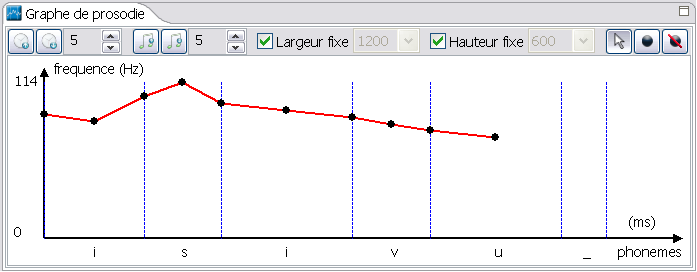 Graphe de prosodie
5 5 Largeur fixe 1200 Hauteur fixe 600
frequence (Hz)
114
0
(ms)
i s i v u _ phonemes